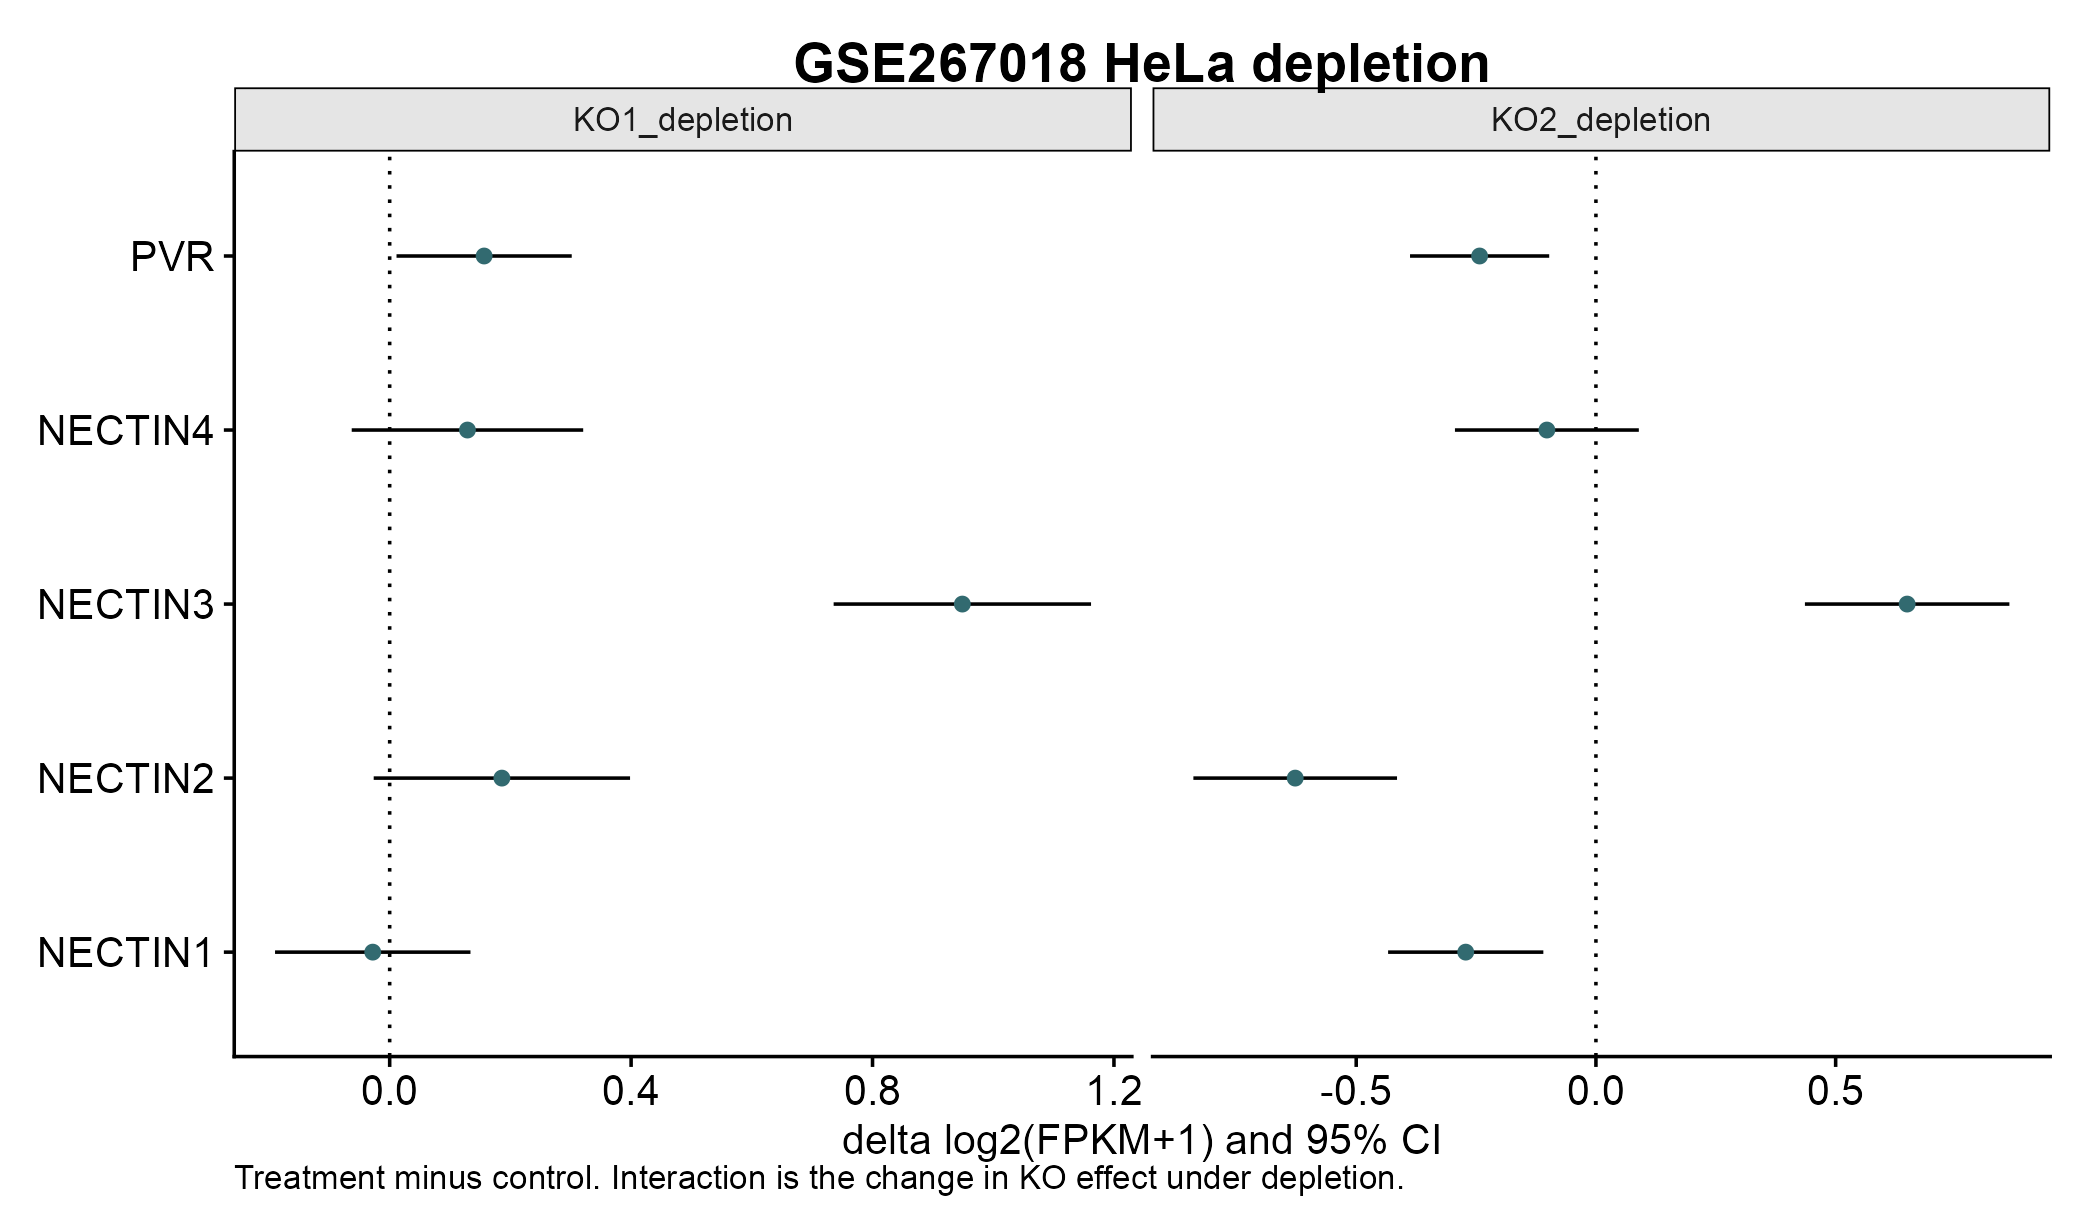 GSE267018 HeLa depletion
KO1_depletion
KO2_depletion
PVR
NECTIN4
NECTIN3
NECTIN2
NECTIN1
0.0 0.4 0.8 1.2
-0.5 0.0 0.5
delta log2(FPKM+1) and 95% CI
Treatment minus control. Interaction is the change in KO effect under depletion.